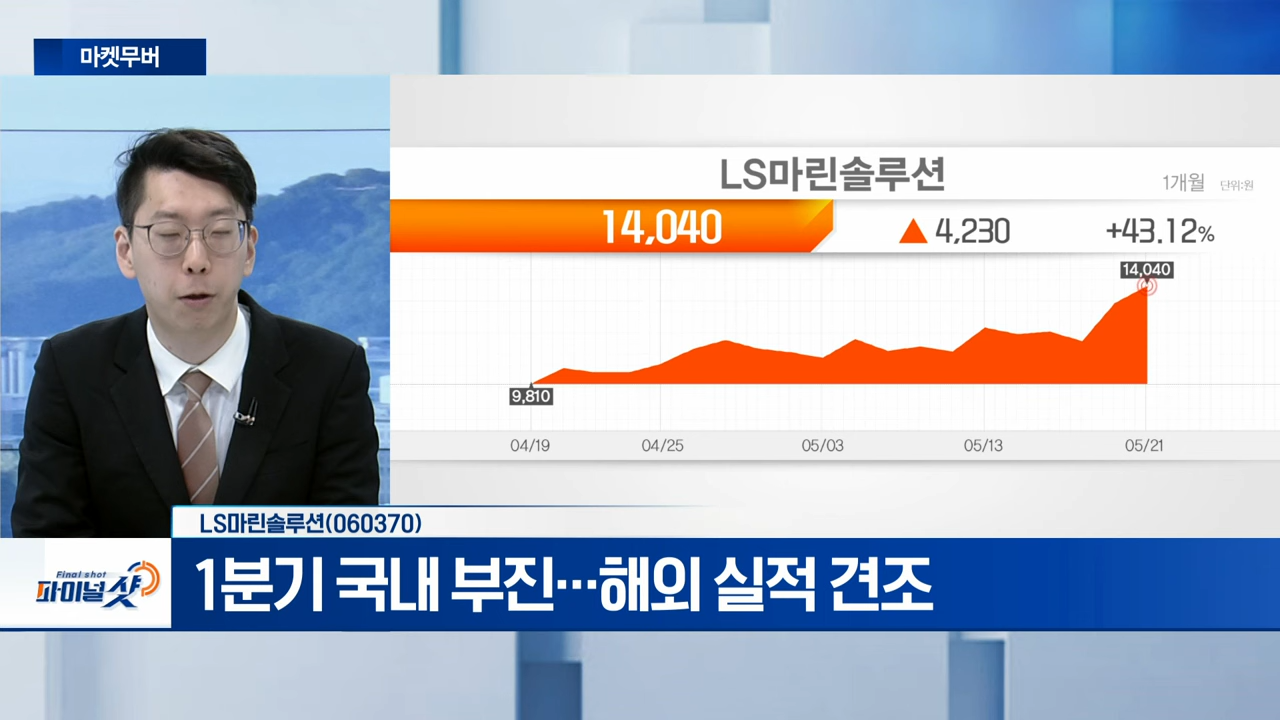 마켓무버
LS마린솔루션
1개월 단위:원
14,040 ▲ 4,230 +43.12%
14,040
9,810
04/19 04/25 05/03 05/13 05/21
LS마린솔루션(060370)
Final shot
파이널샷
1분기 국내 부진…해외 실적 견조